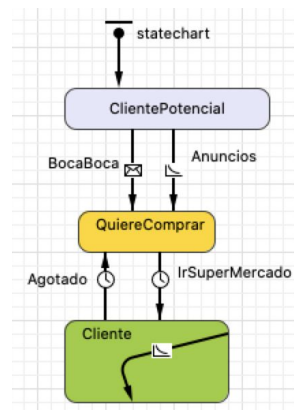 statechart
ClientePotencial
BocaBoca
Anuncios
QuiereComprar
Agotado
IrSuperMercado
Cliente